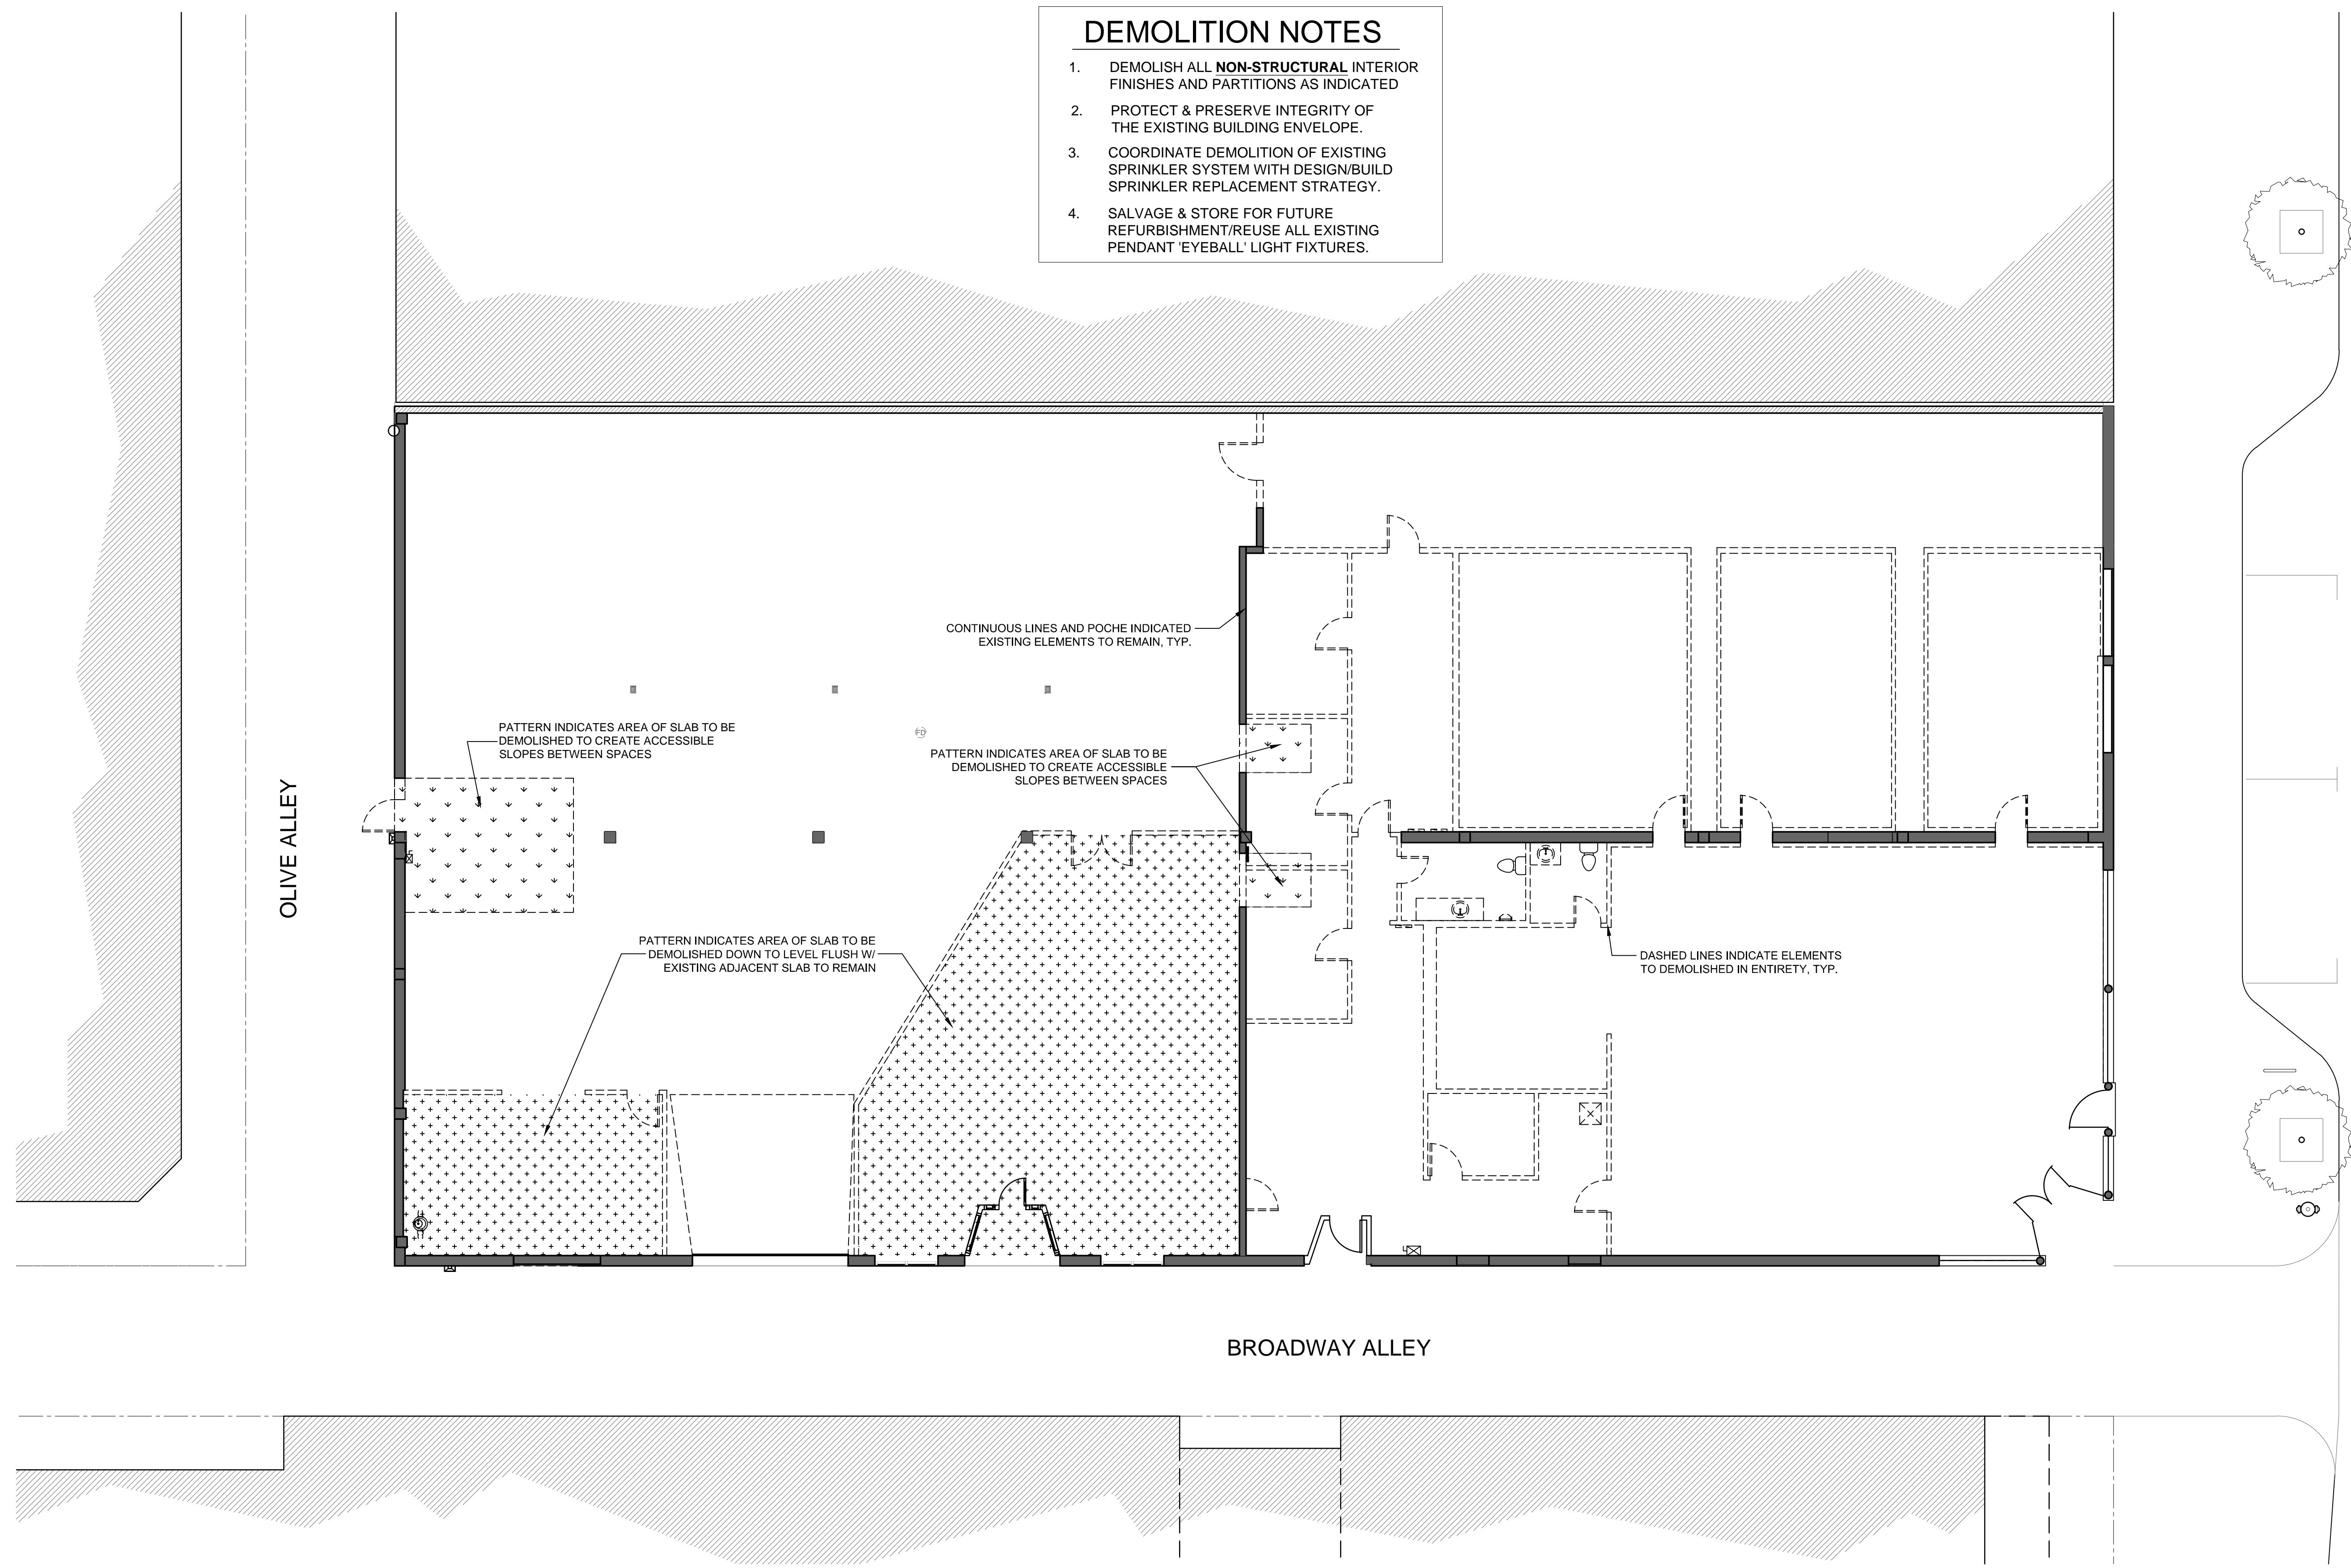 DEMOLITION NOTES
1. DEMOLISH ALL NON-STRUCTURAL INTERIOR
FINISHES AND PARTITIONS AS INDICATED
2. PROTECT & PRESERVE INTEGRITY OF
THE EXISTING BUILDING ENVELOPE.
3. COORDINATE DEMOLITION OF EXISTING
SPRINKLER SYSTEM WITH DESIGN/BUILD
SPRINKLER REPLACEMENT STRATEGY.
4. SALVAGE & STORE FOR FUTURE
REFURBISHMENT/REUSE ALL EXISTING
PENDANT 'EYEBALL' LIGHT FIXTURES.
CONTINUOUS LINES AND POCHE INDICATED
EXISTING ELEMENTS TO REMAIN, TYP.
PATTERN INDICATES AREA OF SLAB TO BE
DEMOLISHED TO CREATE ACCESSIBLE
SLOPES BETWEEN SPACES
FD
PATTERN INDICATES AREA OF SLAB TO BE
DEMOLISHED TO CREATE ACCESSIBLE
SLOPES BETWEEN SPACES
OLIVE ALLEY
PATTERN INDICATES AREA OF SLAB TO BE
DEMOLISHED DOWN TO LEVEL FLUSH W/
EXISTING ADJACENT SLAB TO REMAIN
DASHED LINES INDICATE ELEMENTS
TO DEMOLISHED IN ENTIRETY, TYP.
BROADWAY ALLEY